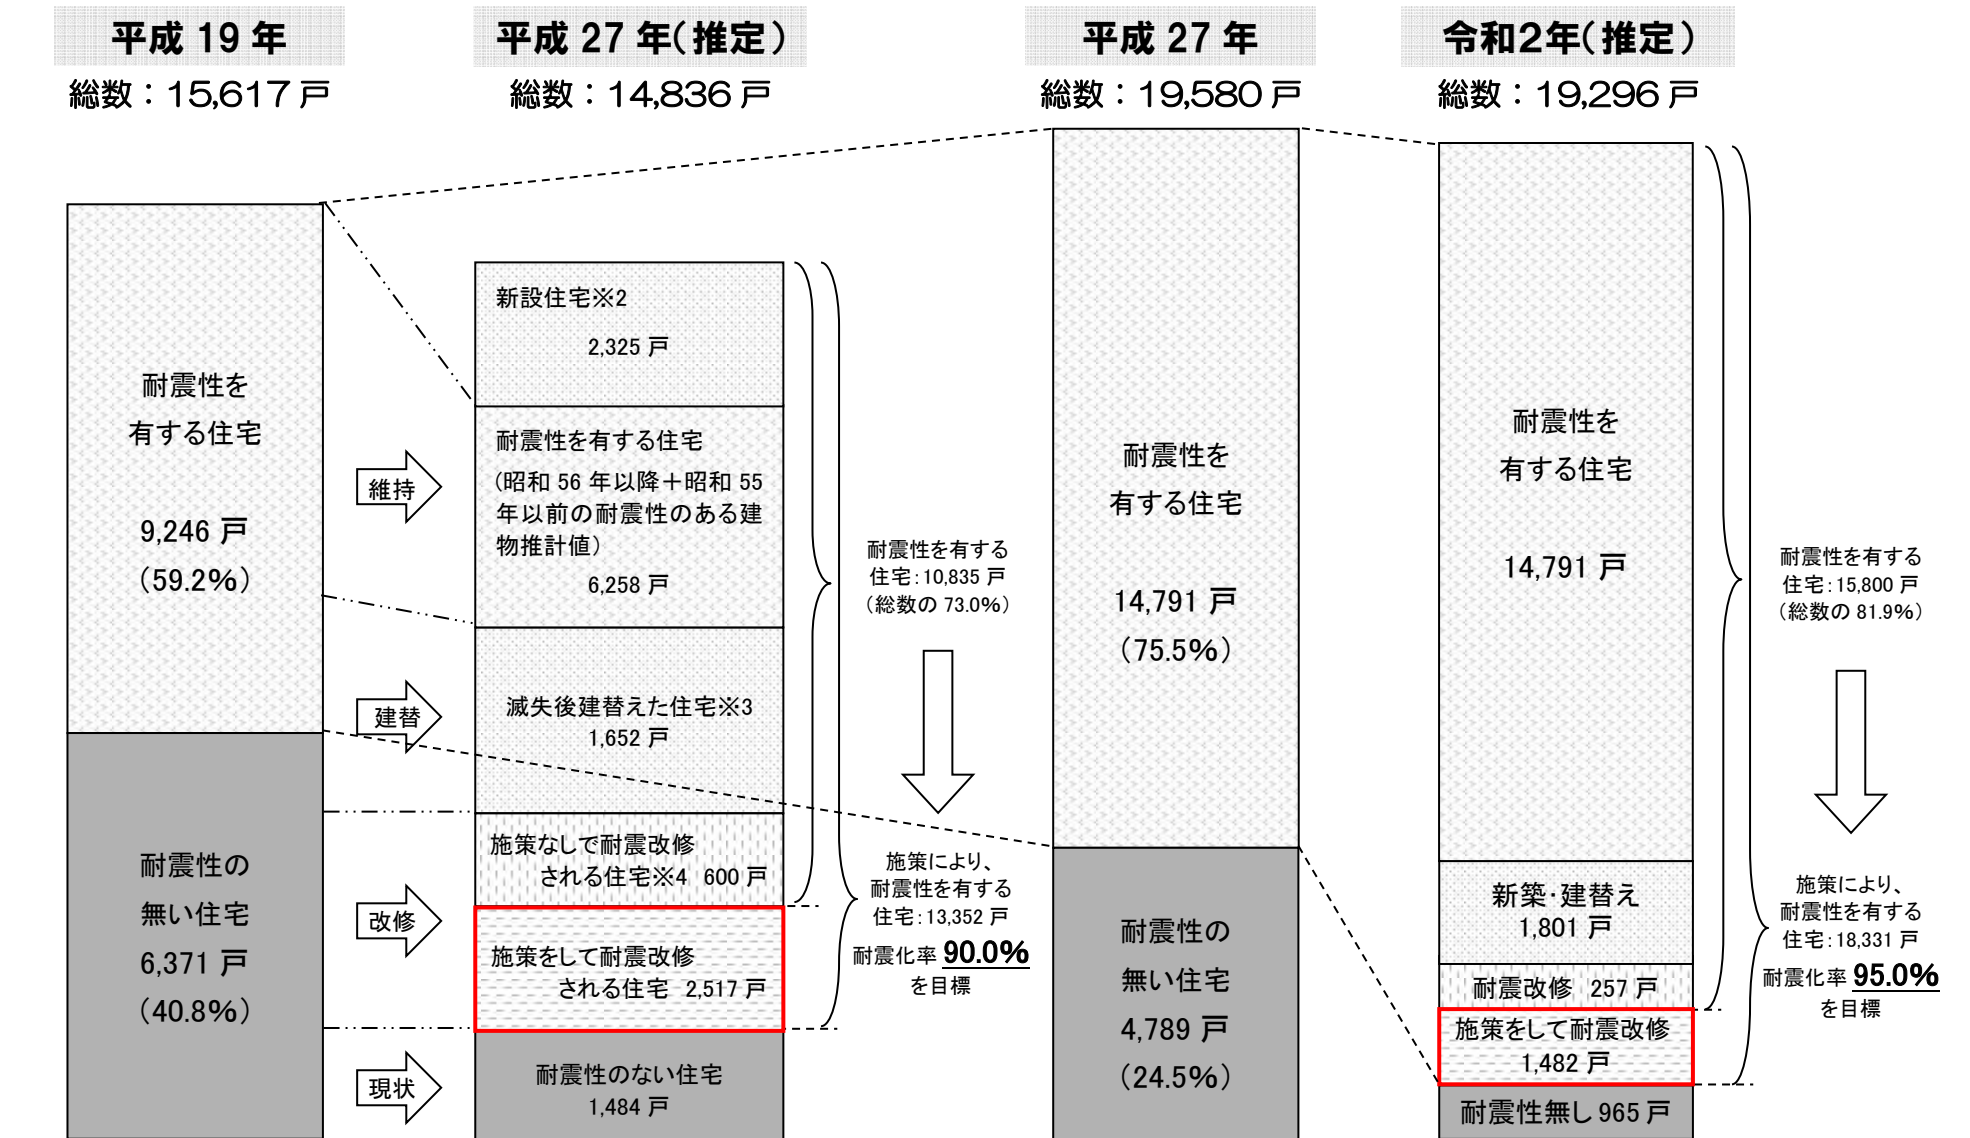 平成 19 年
総数：15,617 戸
耐震性を
有する住宅
9,246 戸
（59.2％）
耐震性の
無い住宅
6,371 戸
（40.8％）
維持
建替
改修
現状
平成 27 年（推定）
総数：14,836 戸
新設住宅※2
2,325 戸
耐震性を有する住宅
（昭和 56 年以降＋昭和 55
年以前の耐震性のある建
物推計値）
6,258 戸
滅失後建替えた住宅※3
1,652 戸
施策なしで耐震改修
される住宅※4 600 戸
施策をして耐震改修
される住宅 2,517 戸
耐震性のない住宅
1,484 戸
耐震性を有する
住宅：10,835 戸
（総数の 73.0％）
施策により、
耐震性を有する
住宅：13,352 戸
耐震化率 90.0％
を目標
平成 27 年
総数：19,580 戸
耐震性を
有する住宅
14,791 戸
（75.5％）
耐震性の
無い住宅
4,789 戸
（24.5％）
令和２年（推定）
総数：19,296 戸
耐震性を
有する住宅
14,791 戸
新築・建替え
1,801 戸
耐震改修 257 戸
施策をして耐震改修
1,482 戸
耐震性無し 965 戸
耐震性を有する
住宅：15,800 戸
（総数の 81.9％）
施策により、
耐震性を有する
住宅：18,331 戸
耐震化率 95.0％
を目標